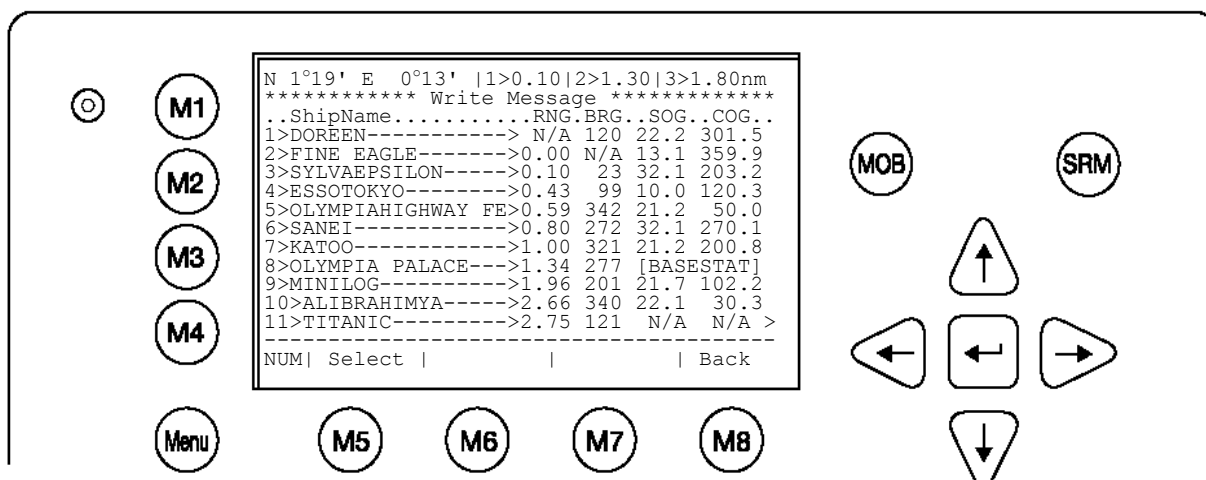 N 1°19' E  0°13' |1>0.10|2>1.30|3>1.80nm
************ Write Message *************
..ShipName...........RNG.BRG..SOG..COG..
1>DOREEN-----------> N/A 120 22.2 301.5
2>FINE EAGLE------->0.00 N/A 13.1 359.9
3>SYLVAEPSILON----->0.10  23 32.1 203.2
4>ESSOTOKYO-------->0.43  99 10.0 120.3
5>OLYMPIAHIGHWAY FE>0.59 342 21.2  50.0
6>SANEI------------>0.80 272 32.1 270.1
7>KATOO------------>1.00 321 21.2 200.8
8>OLYMPIA PALACE--->1.34 277 [BASESTAT]
9>MINILOG---------->1.96 201 21.7 102.2
10>ALIBRAHIMYA----->2.66 340 22.1  30.3
11>TITANIC--------->2.75 121  N/A  N/A >
----------------------------------------
NUM| Select |         |         | Back
M1
M2
M3
M4
Menu
M5 M6 M7 M8
MOB SRM